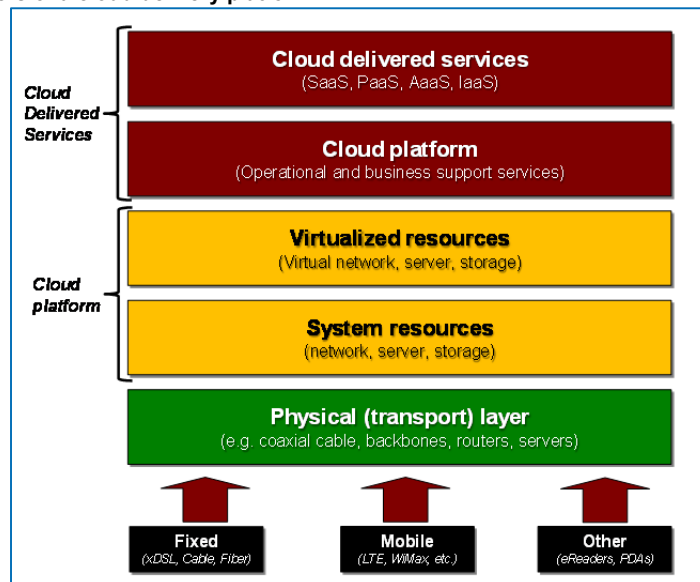 Cloud delivered services
(SaaS, PaaS, AaaS, IaaS)
Cloud
Delivered
Services
Cloud platform
(Operational and business support services)
Virtualized resources
(Virtual network, server, storage)
Cloud
platform
System resources
(network, server, storage)
Physical (transport) layer
(e.g. coaxial cable, backbones, routers, servers)
Fixed
(xDSL, Cable, Fiber)
Mobile
(LTE, WiMax, etc.)
Other
(eReaders, PDAs)